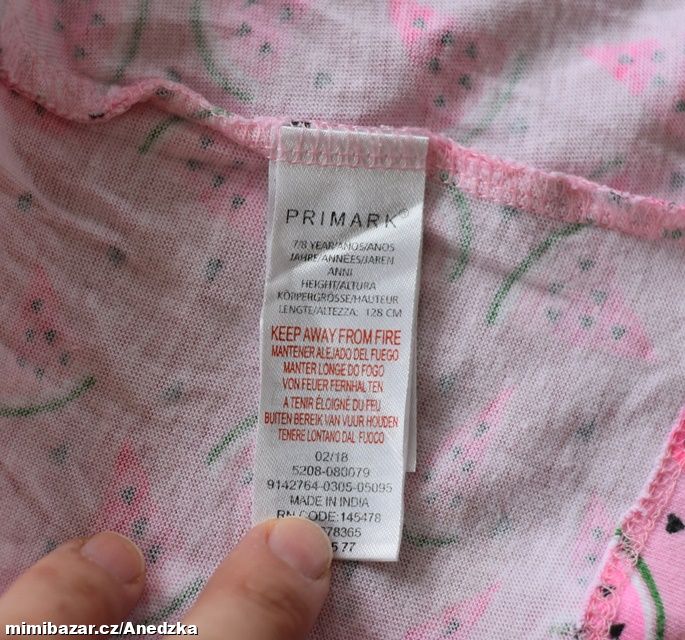 PRIMARK®
7/8 YEAR/AÑOS/ANOS
JAHRE/ANNÉES/JAREN
ANNI
HEIGHT/ALTURA
KÖRPERGRÖSSE/HAUTEUR
LENGTE/ALTEZZA: 128 CM
KEEP AWAY FROM FIRE
MANTENER ALEJADO DEL FUEGO
MANTER LONGE DO FOGO
VON FEUER FERNHALTEN
A TENIR ÉLOIGNÉ DU FEU
BUITEN BEREIK VAN VUUR HOUDEN
TENERE LONTANO DAL FUOCO
02/18
5208-080079
9142764-0305-05095
MADE IN INDIA
RN CODE:145478
78365
5 77
mimibazar.cz/Anedzka